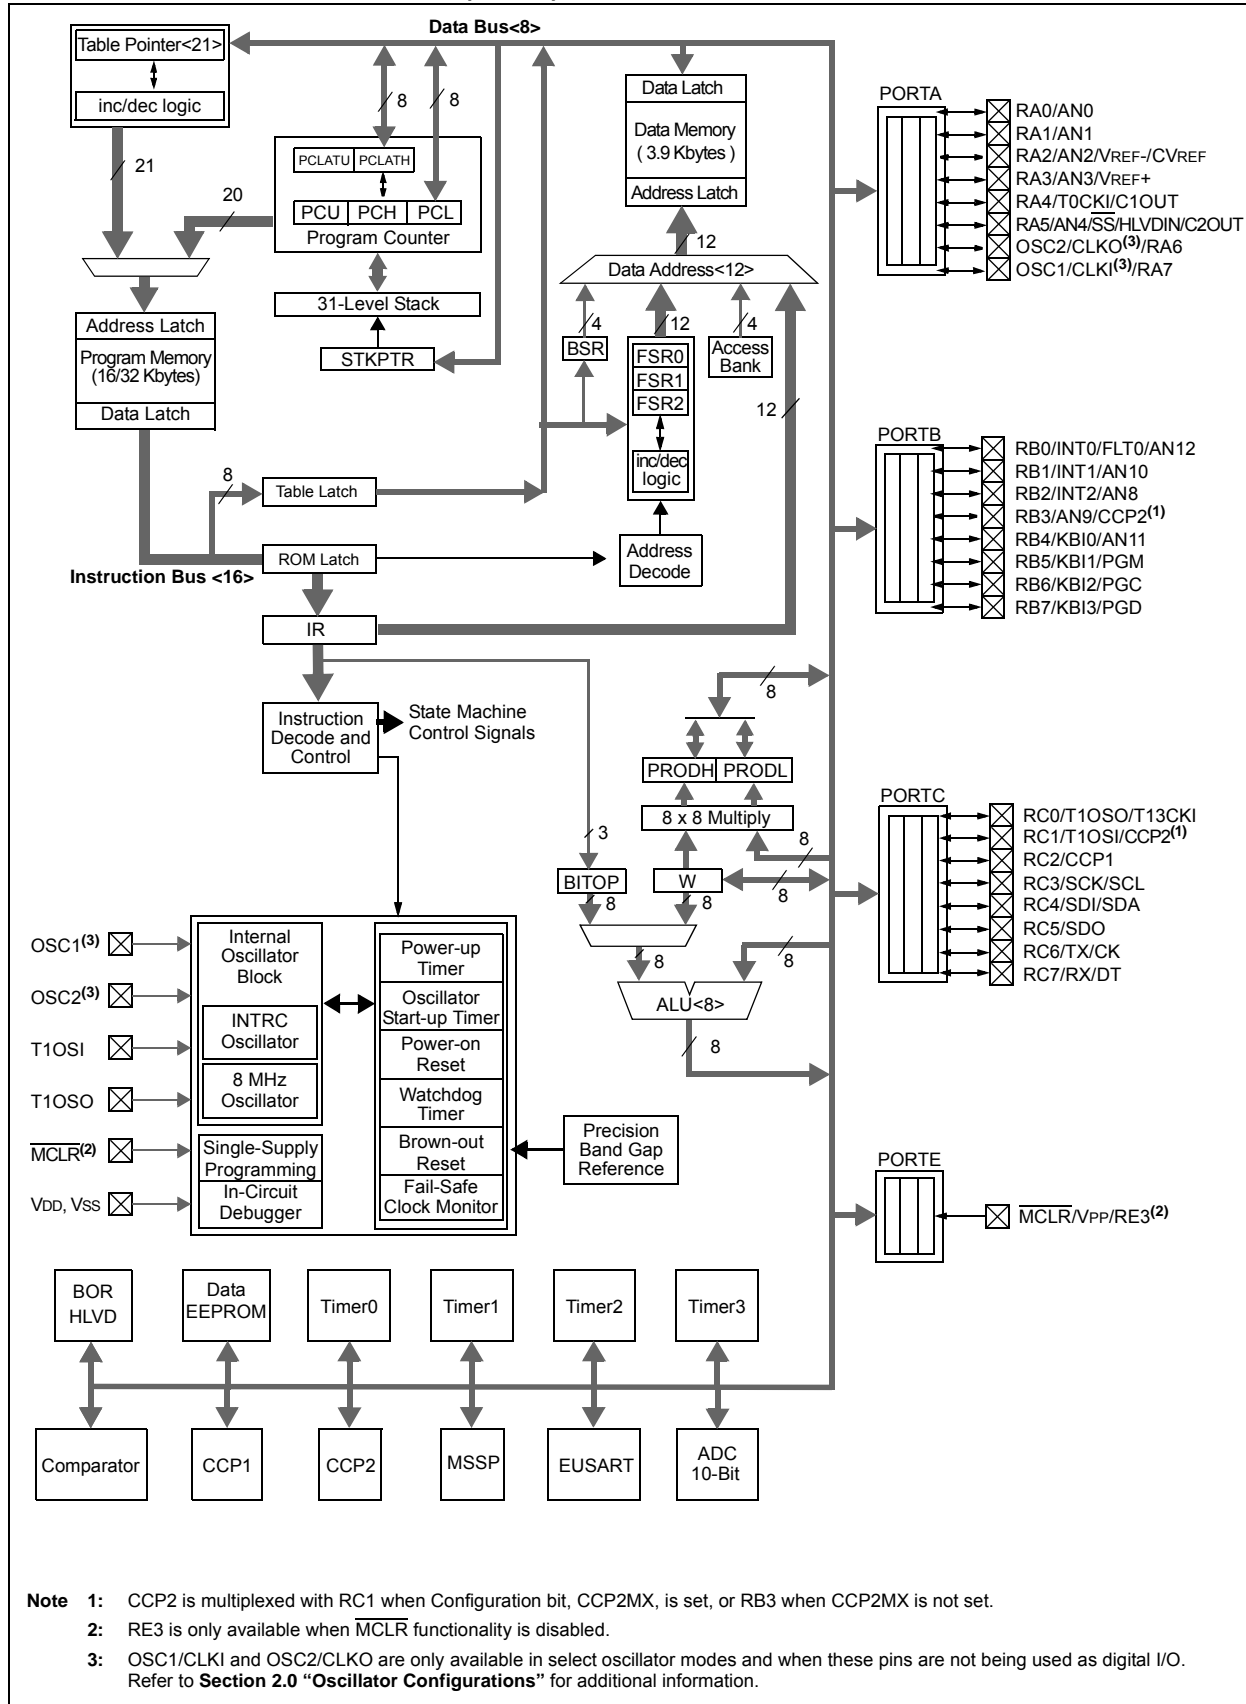 Data Bus<8>
Table Pointer<21>
inc/dec logic
21
20
8
8
PCLATU PCLATH
PCU PCH PCL
Program Counter
31-Level Stack
STKPTR
Data Latch
Data Memory
( 3.9 Kbytes )
Address Latch
12
Data Address<12>
4
12
4
BSR
FSR0
FSR1
FSR2
inc/dec
logic
Access
Bank
12
Address
Decode
Address Latch
Program Memory
(16/32 Kbytes)
Data Latch
8
Table Latch
ROM Latch
Instruction Bus <16>
IR
Instruction
Decode and
Control
State Machine
Control Signals
8
PRODH PRODL
8 x 8 Multiply
3
8
BITOP
W
8
8
8
8
8
ALU<8>
8
PORTA
RA0/AN0
RA1/AN1
RA2/AN2/VREF-/CVREF
RA3/AN3/VREF+
RA4/T0CKI/C1OUT
RA5/AN4/SS/HLVDIN/C2OUT
OSC2/CLKO(3)/RA6
OSC1/CLKI(3)/RA7
PORTB
RB0/INT0/FLT0/AN12
RB1/INT1/AN10
RB2/INT2/AN8
RB3/AN9/CCP2(1)
RB4/KBI0/AN11
RB5/KBI1/PGM
RB6/KBI2/PGC
RB7/KBI3/PGD
PORTC
RC0/T1OSO/T13CKI
RC1/T1OSI/CCP2(1)
RC2/CCP1
RC3/SCK/SCL
RC4/SDI/SDA
RC5/SDO
RC6/TX/CK
RC7/RX/DT
PORTE
MCLR/VPP/RE3(2)
OSC1(3)
OSC2(3)
T1OSI
T1OSO
MCLR(2)
VDD, VSS
Internal
Oscillator
Block
INTRC
Oscillator
8 MHz
Oscillator
Single-Supply
Programming
In-Circuit
Debugger
Power-up
Timer
Oscillator
Start-up Timer
Power-on
Reset
Watchdog
Timer
Brown-out
Reset
Fail-Safe
Clock Monitor
Precision
Band Gap
Reference
BOR
HLVD
Data
EEPROM
Timer0
Timer1
Timer2
Timer3
Comparator
CCP1
CCP2
MSSP
EUSART
ADC
10-Bit
Note 1: CCP2 is multiplexed with RC1 when Configuration bit, CCP2MX, is set, or RB3 when CCP2MX is not set.
2: RE3 is only available when MCLR functionality is disabled.
3: OSC1/CLKI and OSC2/CLKO are only available in select oscillator modes and when these pins are not being used as digital I/O.
Refer to Section 2.0 “Oscillator Configurations” for additional information.